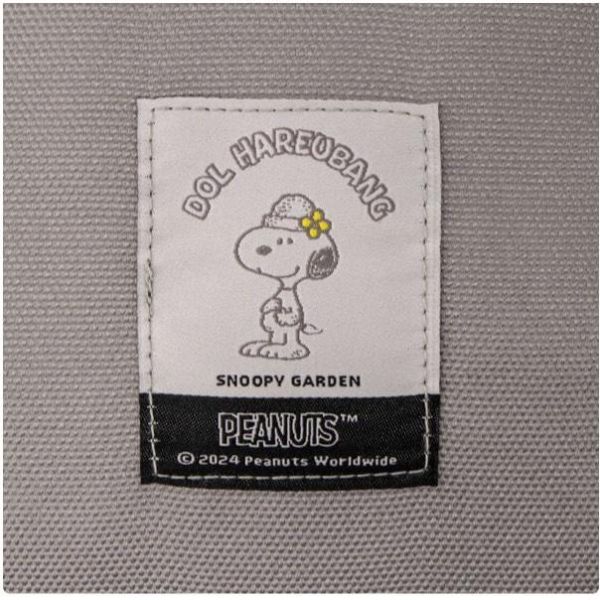 DOL HAREUBANG
SNOOPY GARDEN
PEANUTS™
© 2024 Peanuts Worldwide